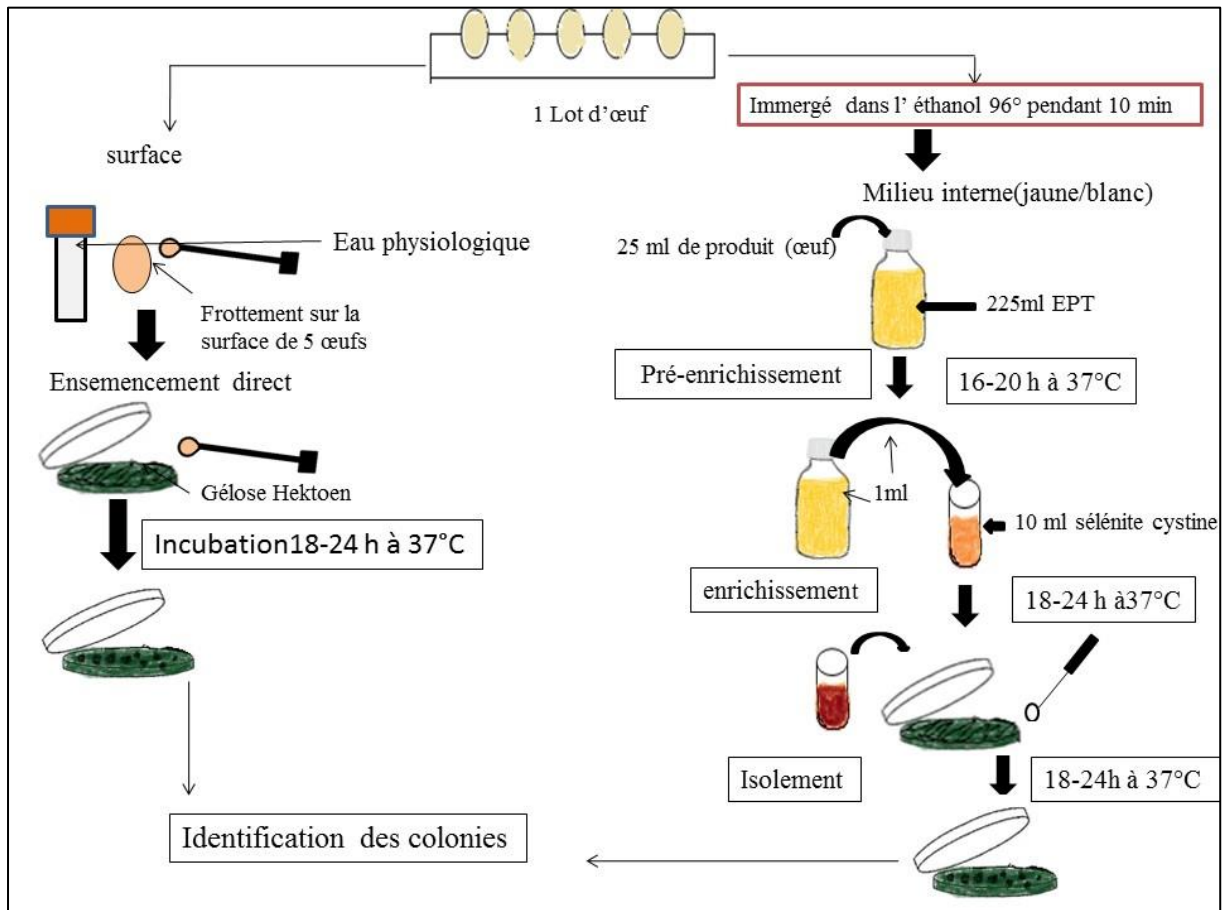 1 Lot d’œuf
surface
Eau physiologique
Frottement sur la
surface de 5 œufs
Ensemencement direct
Gélose Hektoen
Incubation18-24 h à 37°C
Immergé dans l’ éthanol 96° pendant 10 min
Milieu interne(jaune/blanc)
25 ml de produit (œuf)
225ml EPT
Pré-enrichissement
16-20 h à 37°C
1ml
10 ml sélénite cystine
enrichissement
18-24 h à37°C
Isolement
18-24h à 37°C
Identification des colonies